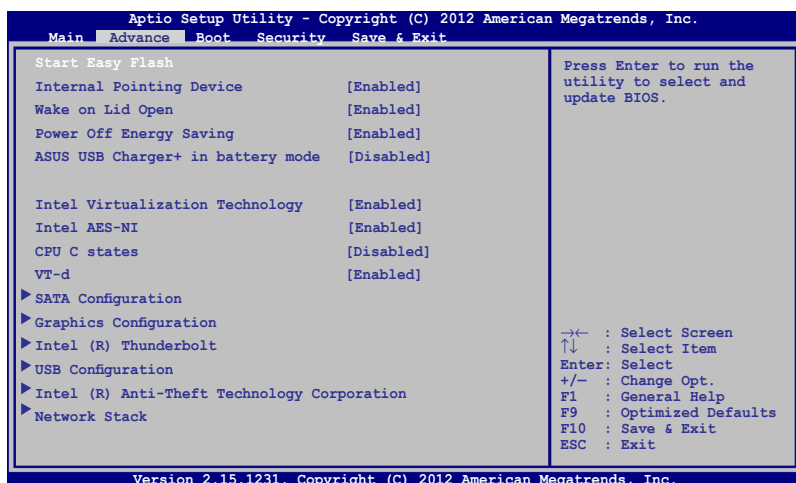 Aptio Setup Utility - Copyright (C) 2012 American Megatrends, Inc.
Main Advance Boot Security Save & Exit
Start Easy Flash
Internal Pointing Device [Enabled]
Wake on Lid Open [Enabled]
Power Off Energy Saving [Enabled]
ASUS USB Charger+ in battery mode [Disabled]
Intel Virtualization Technology [Enabled]
Intel AES-NI [Enabled]
CPU C states [Disabled]
VT-d [Enabled]
SATA Configuration
Graphics Configuration
Intel (R) Thunderbolt
USB Configuration
Intel (R) Anti-Theft Technology Corporation
Network Stack
Press Enter to run the
utility to select and
update BIOS.
→← : Select Screen
↑↓ : Select Item
Enter: Select
+/— : Change Opt.
F1 : General Help
F9 : Optimized Defaults
F10 : Save & Exit
ESC : Exit
Version 2.15.1231. Copyright (C) 2012 American Megatrends, Inc.